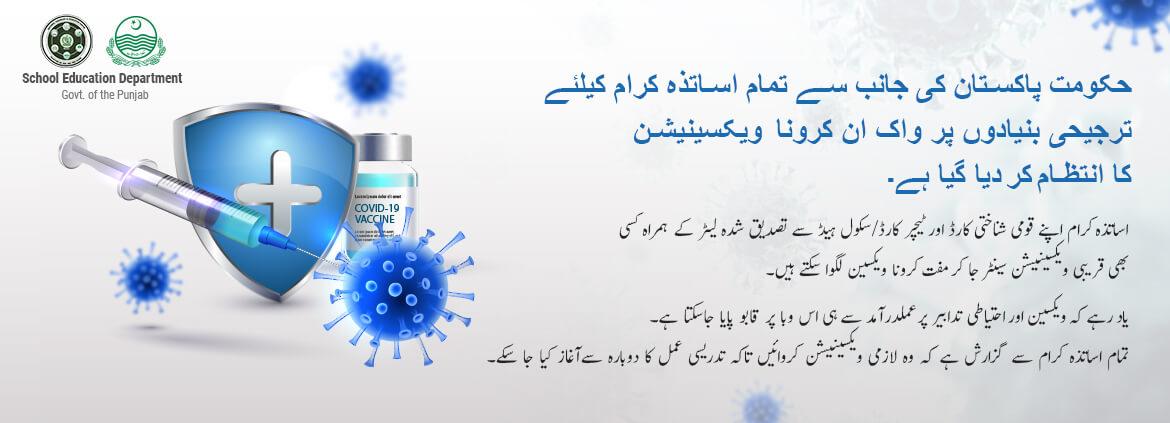 School Education Department
Govt. of the Punjab
COVID-19
VACCINE
حکومت پاکستان کی جانب سے تمام اساتذہ کرام کیلئے
ترجیحی بنیادوں پر واک ان کرونا ویکسینیشن
کا انتظام کر دیا گیا ہے۔
اساتذہ کرام اپنے قومی شناختی کارڈ اور ٹیچر کارڈ/سکول ہیڈ سے تصدیق شدہ لیٹر کے ہمراہ کسی
بھی قریبی ویکسینیشن سینٹر جا کر مفت کرونا ویکسین لگوا سکتے ہیں۔
یاد رہے کہ ویکسین اور احتیاطی تدابیر پر عملدرآمد سے ہی اس وبا پر قابو پایا جاسکتا ہے۔
تمام اساتذہ کرام سے گزارش ہے کہ وہ لازمی ویکسینیشن کروائیں تاکہ تدریسی عمل کا دوبارہ سے آغاز کیا جا سکے۔